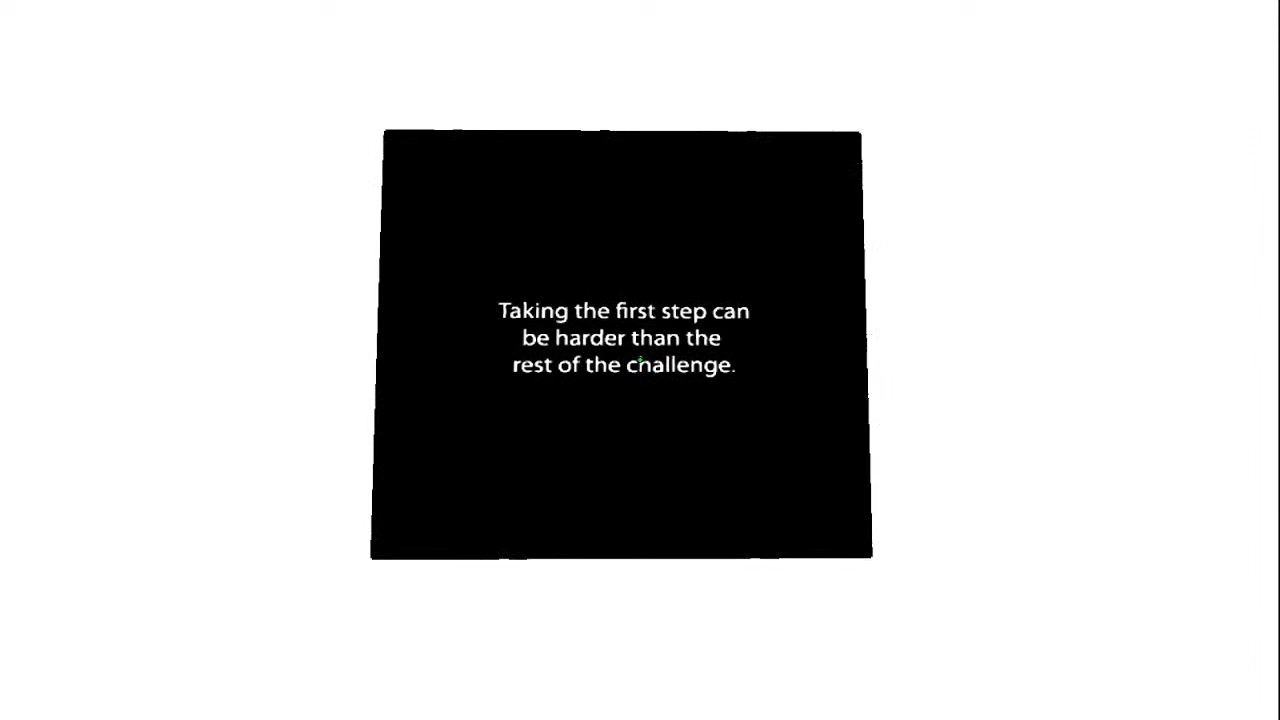 Taking the first step can
be harder than the
rest of the challenge.